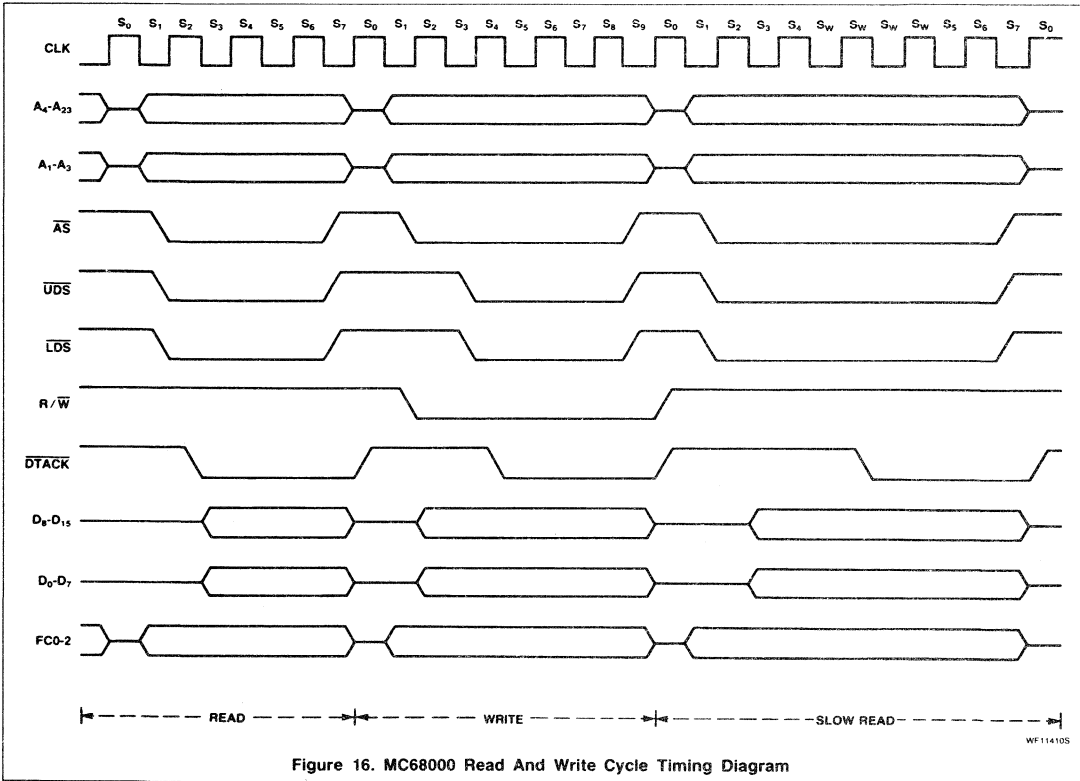 S0 S1 S2 S3 S4 S5 S6 S7 S0 S1 S2 S3 S4 S5 S6 S7 S8 S9 S0 S1 S2 S3 S4 SW SW SW SW S5 S6 S7 S0
CLK
A4-A23
A1-A3
AS
UDS
LDS
R/W
DTACK
D8-D15
D0-D7
FC0-2
READ WRITE SLOW READ
WF11410S
Figure 16. MC68000 Read And Write Cycle Timing Diagram